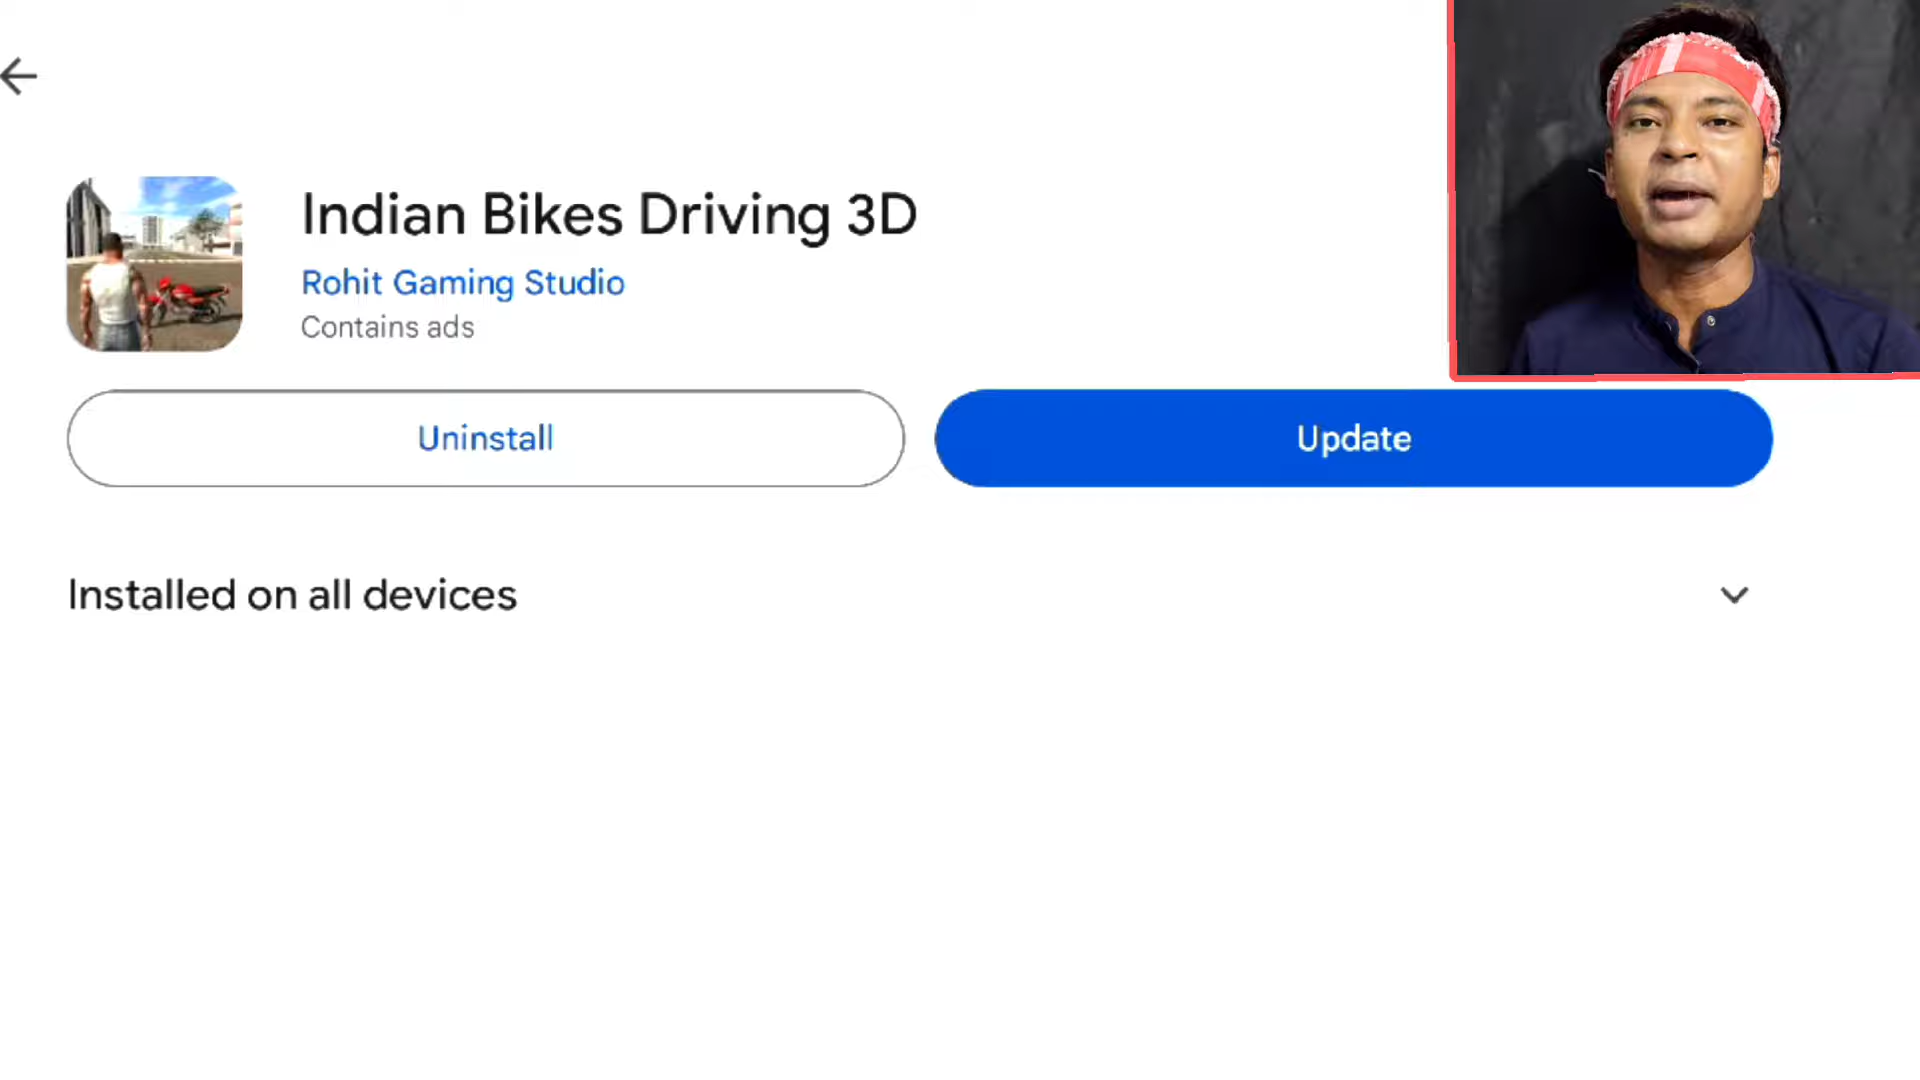 Indian Bikes Driving 3D
Rohit Gaming Studio
Contains ads
Uninstall
Update
Installed on all devices